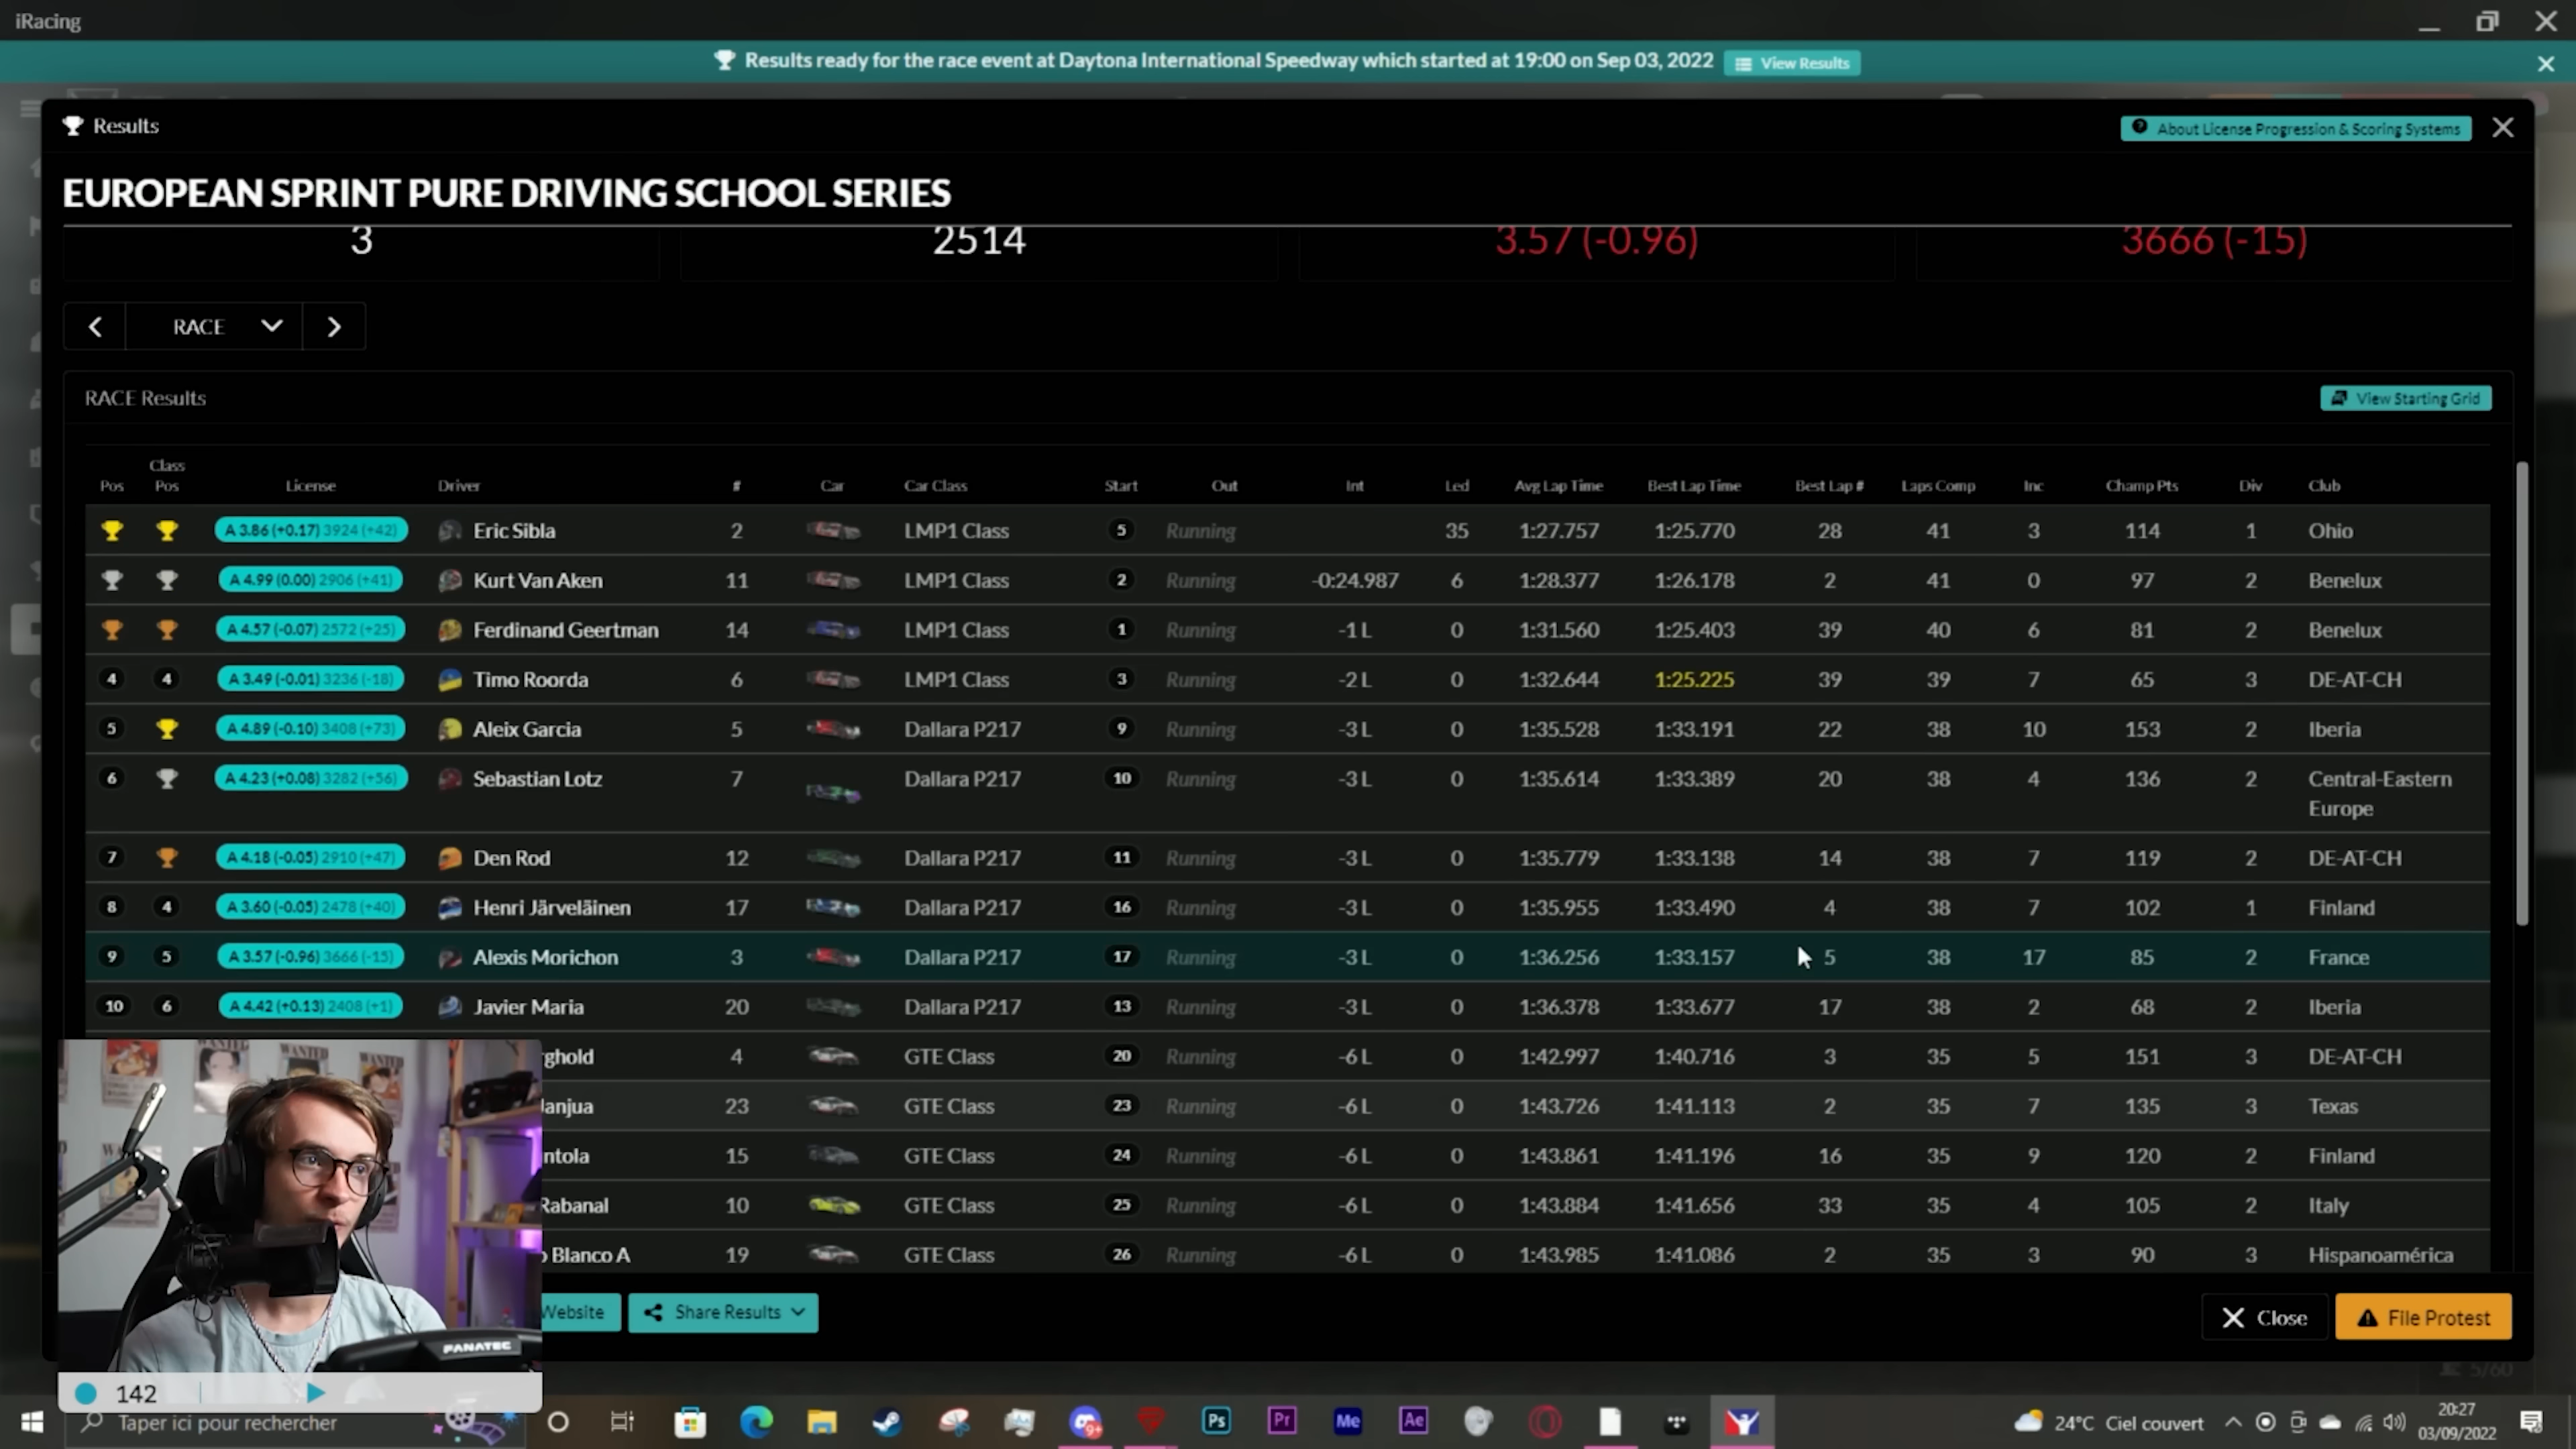 iRacing
Results ready for the race event at Daytona International Speedway which started at 19:00 on Sep 03, 2022 View Results
Results About License Progression & Scoring Systems
EUROPEAN SPRINT PURE DRIVING SCHOOL SERIES
3 2514 3.57 (-0.96) 3666 (-15)
RACE
RACE Results View Starting Grid
Pos Class Pos License Driver # Car Car Class Start Out Int Led Avg Lap Time Best Lap Time Best Lap # Laps Comp Inc Champ Pts Div Club
A 3.86 (+0.17) 3924 (+42) Eric Sibla 2 LMP1 Class 5 Running 35 1:27.757 1:25.770 28 41 3 114 1 Ohio
A 4.99 (0.00) 2906 (+41) Kurt Van Aken 11 LMP1 Class 2 Running -0:24.987 6 1:28.377 1:26.178 2 41 0 97 2 Benelux
A 4.57 (-0.07) 2572 (+25) Ferdinand Geertman 14 LMP1 Class 1 Running -1 L 0 1:31.560 1:25.403 39 40 6 81 2 Benelux
4 4 A 3.49 (-0.01) 3236 (-18) Timo Roorda 6 LMP1 Class 3 Running -2 L 0 1:32.644 1:25.225 39 39 7 65 3 DE-AT-CH
5 A 4.89 (-0.10) 3408 (+73) Aleix Garcia 5 Dallara P217 9 Running -3 L 0 1:35.528 1:33.191 22 38 10 153 2 Iberia
6 A 4.23 (+0.08) 3282 (+56) Sebastian Lotz 7 Dallara P217 10 Running -3 L 0 1:35.614 1:33.389 20 38 4 136 2 Central-Eastern
Europe
7 A 4.18 (-0.05) 2910 (+47) Den Rod 12 Dallara P217 11 Running -3 L 0 1:35.779 1:33.138 14 38 7 119 2 DE-AT-CH
8 4 A 3.60 (-0.05) 2478 (+40) Henri Järveläinen 17 Dallara P217 16 Running -3 L 0 1:35.955 1:33.490 4 38 7 102 1 Finland
9 5 A 3.57 (-0.96) 3666 (-15) Alexis Morichon 3 Dallara P217 17 Running -3 L 0 1:36.256 1:33.157 5 38 17 85 2 France
10 6 A 4.42 (+0.13) 2408 (+1) Javier Maria 20 Dallara P217 13 Running -3 L 0 1:36.378 1:33.677 17 38 2 68 2 Iberia
rghold 4 GTE Class 20 Running -6 L 0 1:42.997 1:40.716 3 35 5 151 3 DE-AT-CH
Janjua 23 GTE Class 23 Running -6 L 0 1:43.726 1:41.113 2 35 7 135 3 Texas
ntola 15 GTE Class 24 Running -6 L 0 1:43.861 1:41.196 16 35 9 120 2 Finland
Rabanal 10 GTE Class 25 Running -6 L 0 1:43.884 1:41.656 33 35 4 105 2 Italy
o Blanco A 19 GTE Class 26 Running -6 L 0 1:43.985 1:41.086 2 35 3 90 3 Hispanoamérica
WANTED WANTED WANTED
Website Share Results Close File Protest
FANATEC
5/60
142
Taper ici pour rechercher 9+ Ps Pr Me Ae 24°C Ciel couvert 20:27
03/09/2022